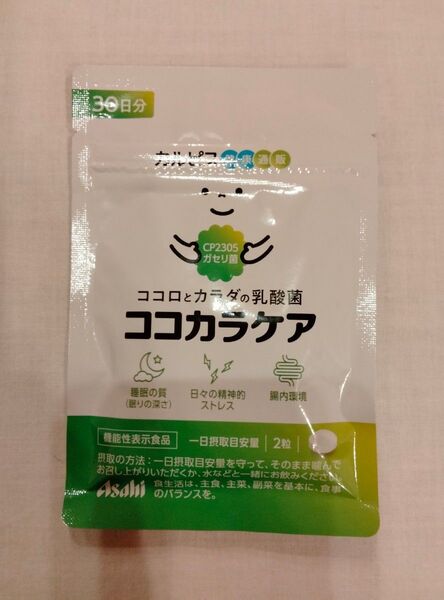 30日分
カルピス健康通販
CP2305
ガセリ菌
ココロとカラダの乳酸菌
ココカラケア
睡眠の質
(眠りの深さ)
日々の精神的
ストレス
腸内環境
機能性表示食品
一日摂取目安量 2粒
摂取の方法:一日摂取目安量を守って、そのまま噛んで
お召し上がりいただくか、水などと一緒にお飲みください。
食生活は、主食、主菜、副菜を基本に、食事
のバランスを。
Asahi